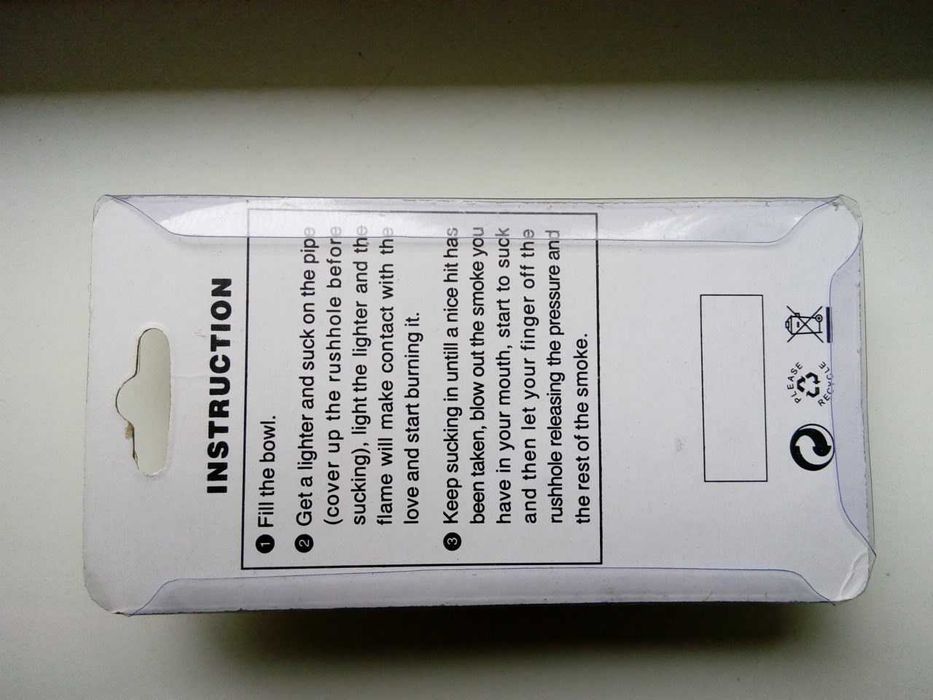 INSTRUCTION
1 Fill the bowl.
2 Get a lighter and suck on the pipe
(cover up the rushhole before
sucking), light the lighter and the
flame will make contact with the
love and start burning it.
3 Keep sucking in untill a nice hit has
been taken, blow out the smoke you
have in your mouth, start to suck
and then let your finger off the
rushhole releasing the pressure and
the rest of the smoke.
PLEASE
RECYCLE